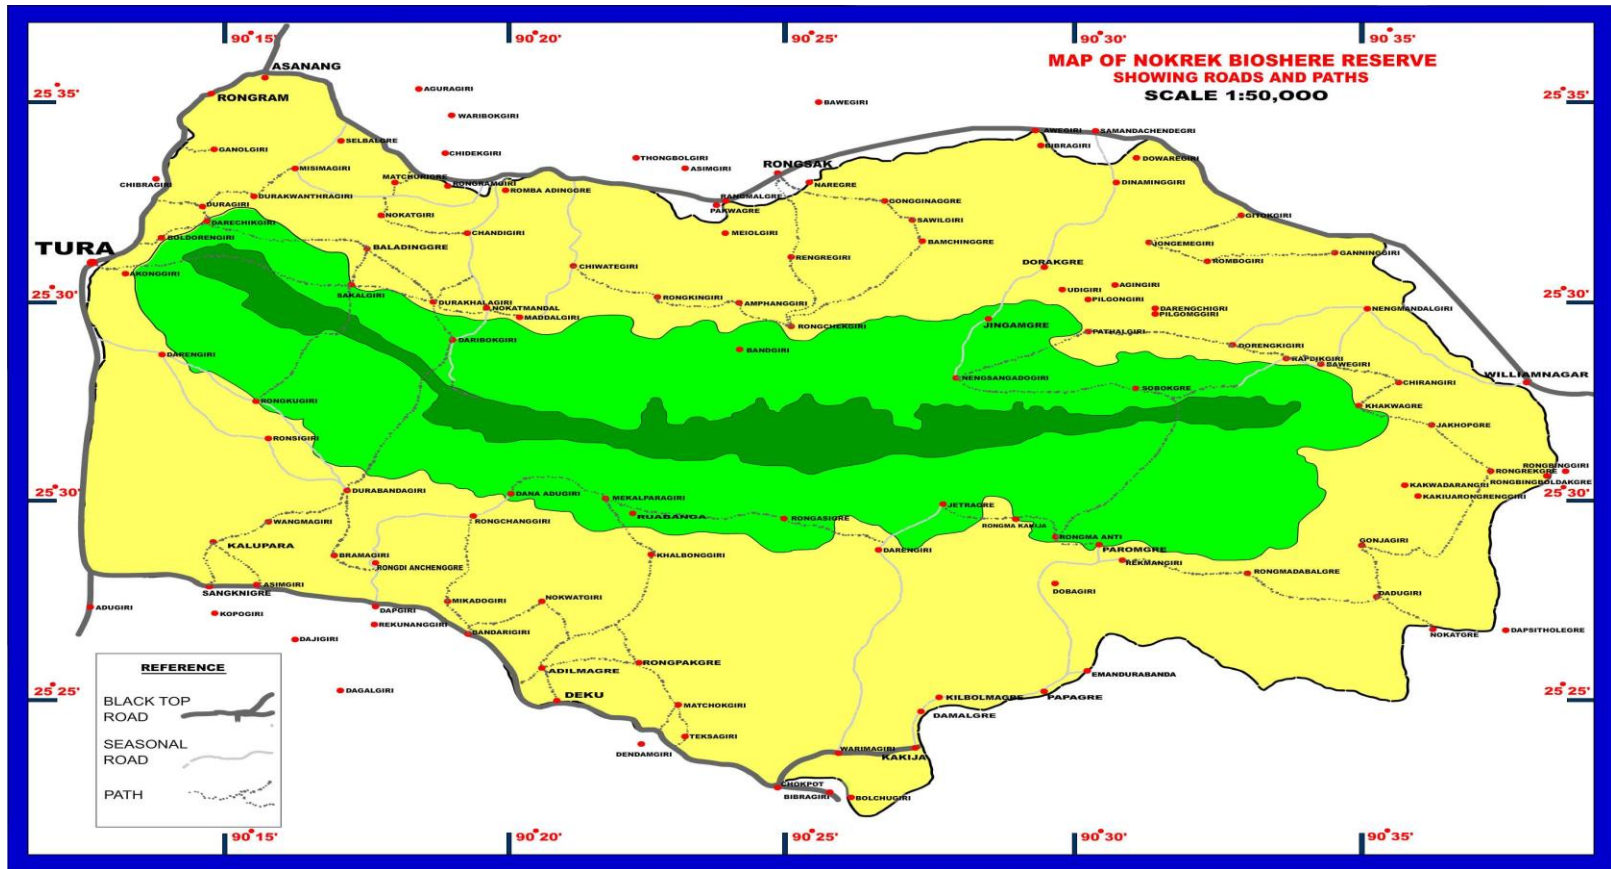 90°15'
90°20'
90°25'
90°30'
90°35'
MAP OF NOKREK BIOSHERE RESERVE
SHOWING ROADS AND PATHS
SCALE 1:50,000
ASANANG
25°35'
25°35'
RONGRAM
AGURAGIRI
BAWEGIRI
WARIBOKGIRI
SELBALGRE
AWEGIRI
SAMANDACHENDEGRI
BIBRAGIRI
GANOLGIRI
CHIDEKGIRI
THONGBOLGIRI
ASIMGIRI
RONGSAK
DOWAREGIRI
MISIMAGIRI
CHIBRAGIRI
MATCHURIGRE
RONGRAMGIRI
ROMBA ADINGGRE
NAREGRE
DINAMINGGIRI
DURAKWANTHRAGIRI
RANGMALGRE
PAKWAGRE
GONGGINAGGRE
DURAGIRI
NOKATGIRI
SAWILGIRI
GITOKGIRI
DARECHIKGIRI
BOLDORENGIRI
CHANDIGIRI
MEIOLGIRI
BAMCHINGGRE
JONGEMEGIRI
TURA
BALADINGGRE
RENGREGIRI
GANNINGGIRI
ROMBOGIRI
AKONGGIRI
CHIWATEGIRI
DORAKGRE
SAKALGIRI
UDIGIRI
AGINGIRI
25°30'
25°30'
DURAKHALAGIRI
RONGKINGIRI
AMPHANGGIRI
PILGONGIRI
NOKATMANDAL
DARENGCHIGIRI
PILGOMGGIRI
NENGMANDALGIRI
MADDALGIRI
RONGCHEKGIRI
JINGAMGRE
PATHALGIRI
DARIBOKGIRI
DORENGKIGIRI
DARENGIRI
BANDGIRI
RAPDIKGIRI
BAWEGIRI
WILLIAMNAGAR
NENGSANGADOGIRI
CHIRANGIRI
SOBOKGRE
RONGKUGIRI
KHAKWAGRE
JAKHOPGRE
RONSIGIRI
RONGBINGGIRI
RONGREKGRE
RONGBINGBOLDAKGRE
DURABANDAGIRI
KAKWADARANGRI
25°30'
25°30'
DANA ADUGIRI
MEKALPARAGIRI
KAKIUARONGRENGGIRI
JETRAGRE
WANGMAGIRI
RONGCHANGGIRI
RUABANGA
RONGASIGRE
RONGMA KAKIJA
KALUPARA
RONGMA ANTI
GONJAGIRI
BRAMAGIRI
KHALBONGGIRI
DARENGIRI
PAROMGRE
RONGDI ANCHENGGRE
REKMANGIRI
RONGMADABALGRE
SANGKNIGRE
ASIMGIRI
DOBAGIRI
DADUGIRI
ADUGIRI
KOPOGIRI
DAPGIRI
MIKADOGIRI
NOKWATGIRI
REKUNANGGIRI
DANDARIGIRI
NOKATGRE
DAPSITHOLEGRE
DAJIGIRI
REFERENCE
ADILMAGRE
RONGPAKGRE
EMANDURABANDA
DAGALGIRI
DEKU
PAPAGRE
25°25'
25°25'
BLACK TOP
ROAD
KILBOLMAGRE
MATCHOKGIRI
DAMALGRE
TEKSAGIRI
SEASONAL
ROAD
DENDAMGIRI
WARIMAGIRI
KAKIJA
CHOKPOT
PATH
BIBRAGIRI
BOLCHUGIRI
90°15'
90°20'
90°25'
90°30'
90°35'